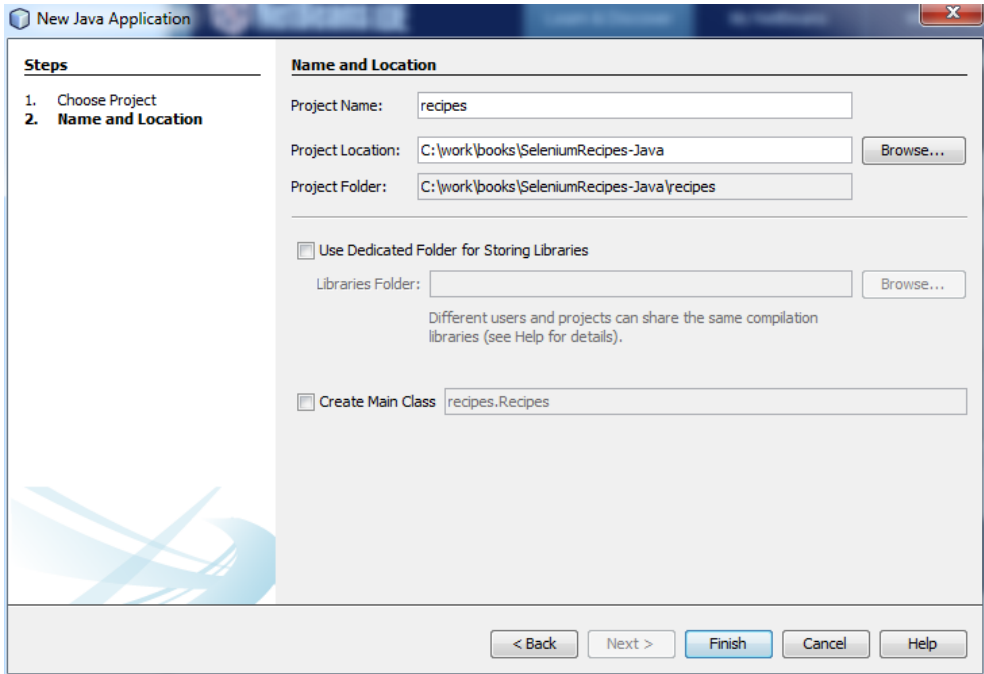 New Java Application
Steps
1. Choose Project
2. Name and Location
Name and Location
Project Name: recipes
Project Location: C:\work\books\SeleniumRecipes-Java Browse...
Project Folder: C:\work\books\SeleniumRecipes-Java\recipes
Use Dedicated Folder for Storing Libraries
Libraries Folder: Browse...
Different users and projects can share the same compilation
libraries (see Help for details).
Create Main Class recipes.Recipes
< Back Next > Finish Cancel Help